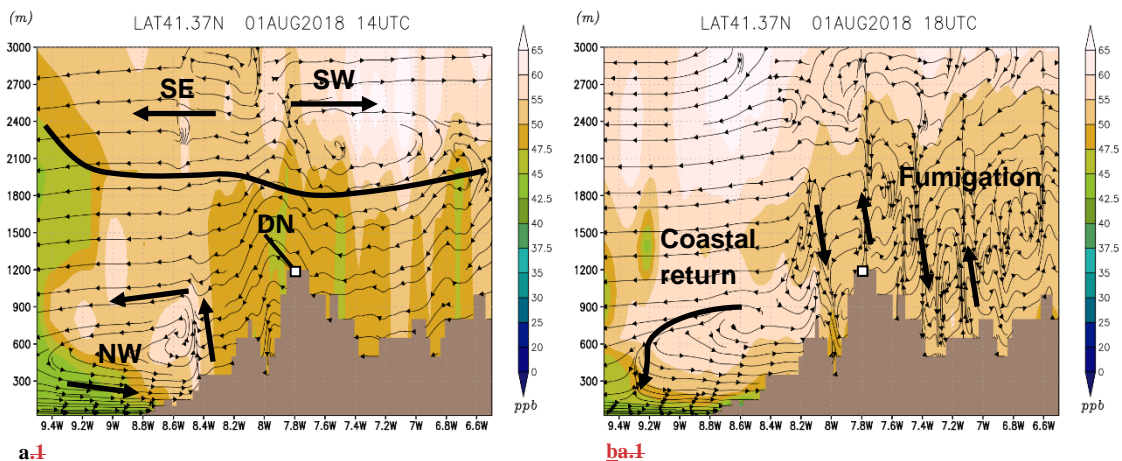 (m)
LAT41.37N 01AUG2018 14UTC
3000
2700
2400
2100
1800
1500
1200
900
600
300
SE
SW
DN
NW
9.4W 9.2W 9W 8.8W 8.6W 8.4W 8.2W 8W 7.8W 7.6W 7.4W 7.2W 7W 6.8W 6.6W
65
60
55
50
47.5
45
40
37.5
35
30
25
20
0
ppb
a.1
(m)
LAT41.37N 01AUG2018 18UTC
3000
2700
2400
2100
1800
1500
1200
900
600
300
Fumigation
Coastal
return
9.4W 9.2W 9W 8.8W 8.6W 8.4W 8.2W 8W 7.8W 7.6W 7.4W 7.2W 7W 6.8W 6.6W
65
60
55
50
47.5
45
40
37.5
35
30
25
20
0
ppb
ba.1